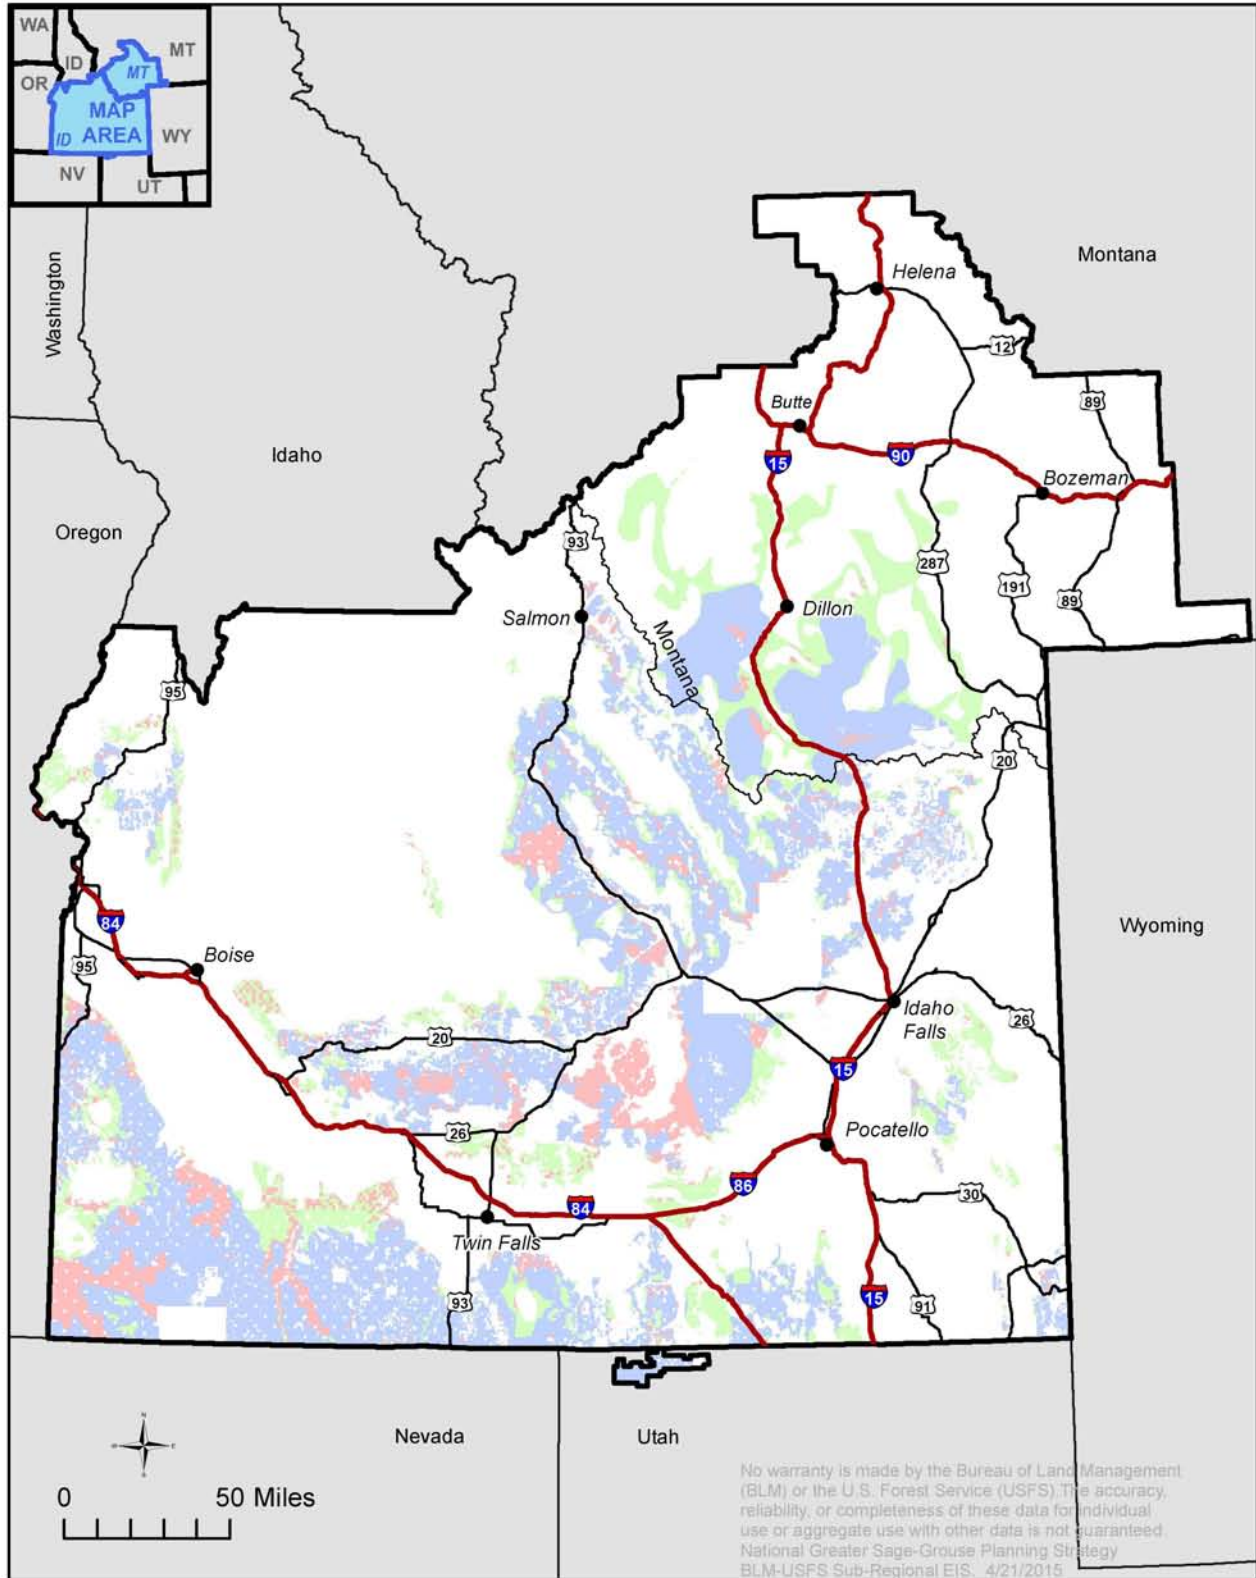 WA
ID
MT
OR
MT
MAP
AREA
ID
WY
NV
UT
Washington
Montana
Helena
12
Butte
89
Idaho
15
90
Bozeman
Oregon
93
287
191
89
Salmon
Dillon
Montana
95
20
84
Wyoming
95
Boise
Idaho
Falls
26
20
15
26
Pocatello
86
30
84
Twin Falls
93
15
91
Nevada
Utah
N
0 50 Miles
No warranty is made by the Bureau of Land Management
(BLM) or the U.S. Forest Service (USFS).The accuracy,
reliability, or completeness of these data for individual
use or aggregate use with other data is not guaranteed.
National Greater Sage-Grouse Planning Strategy
BLM-USFS Sub-Regional EIS. 4/21/2015